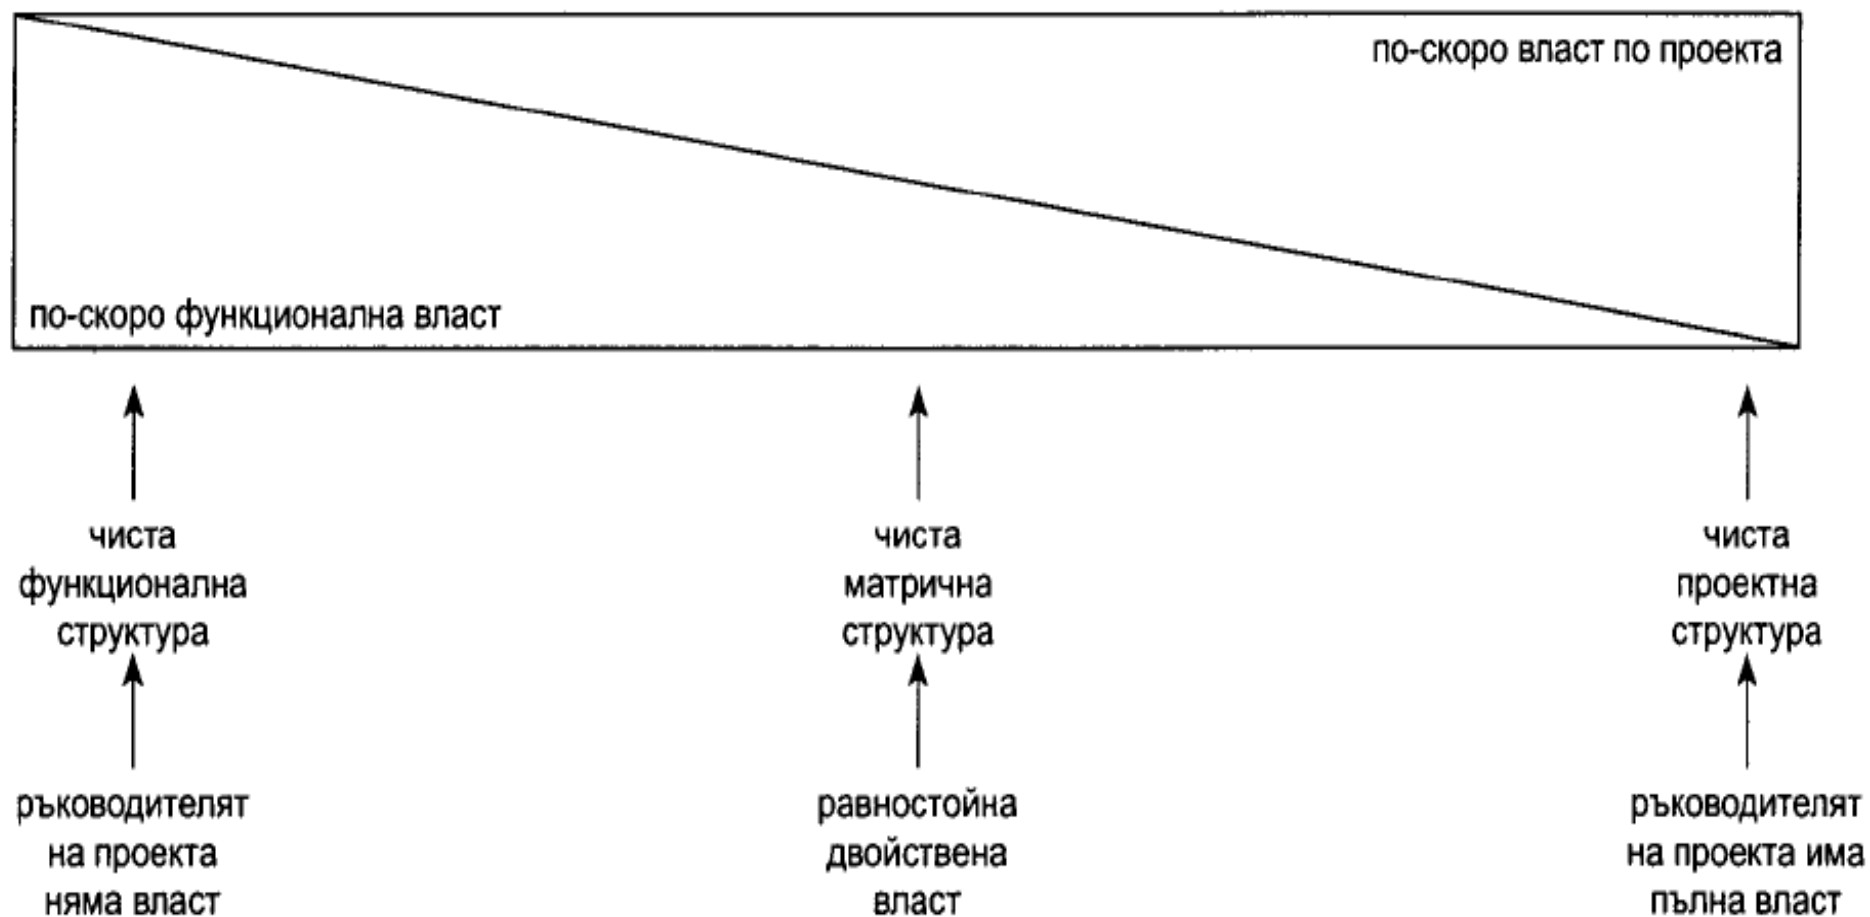 по-скоро власт по проекта
по-скоро функционална власт
чиста
функционална
структура
чиста
матрична
структура
чиста
проектна
структура
ръководителят
на проекта
няма власт
равностойна
двойствена
власт
ръководителят
на проекта има
пълна власт